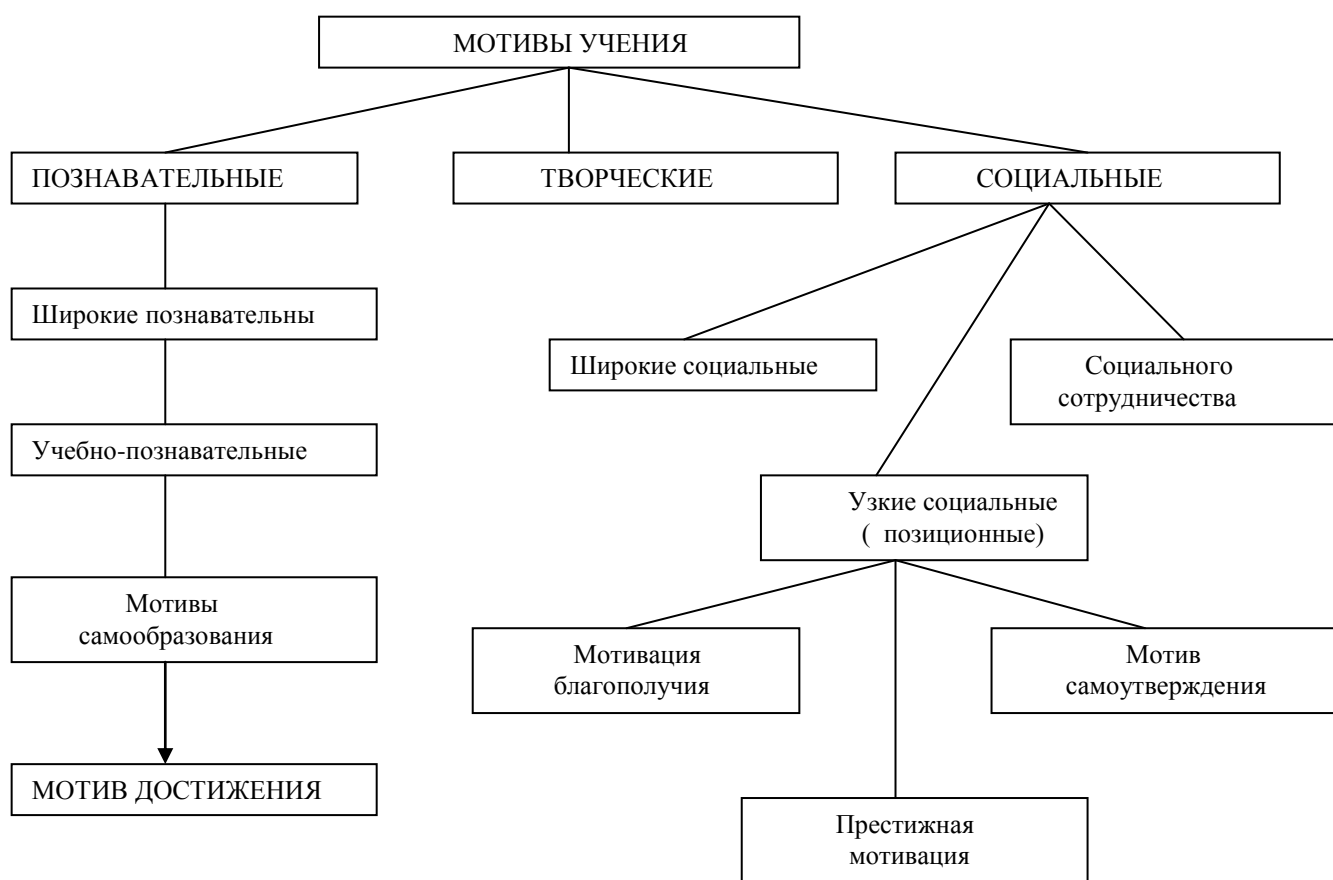 МОТИВЫ УЧЕНИЯ
ПОЗНАВАТЕЛЬНЫЕ
ТВОРЧЕСКИЕ
СОЦИАЛЬНЫЕ
Широкие познавательны
Широкие социальные
Социального
сотрудничества
Учебно-познавательные
Узкие социальные
( позиционные)
Мотивы
самообразования
Мотивация
благополучия
Мотив
самоутверждения
МОТИВ ДОСТИЖЕНИЯ
Престижная
мотивация